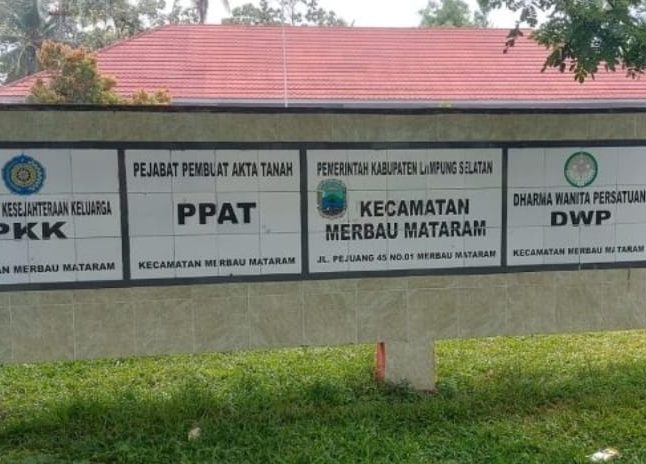 KESEJAHTERAAN KELUARGA
PKK
KECAMATAN MERBAU MATARAM
PEJABAT PEMBUAT AKTA TANAH
PPAT
KECAMATAN MERBAU MATARAM
PEMERINTAH KABUPATEN LAMPUNG SELATAN
KECAMATAN
MERBAU MATARAM
JL. PEJUANG 45 NO.01 MERBAU MATARAM
DHARMA WANITA PERSATUAN
DWP
KECAMATAN MERBAU MATARAM